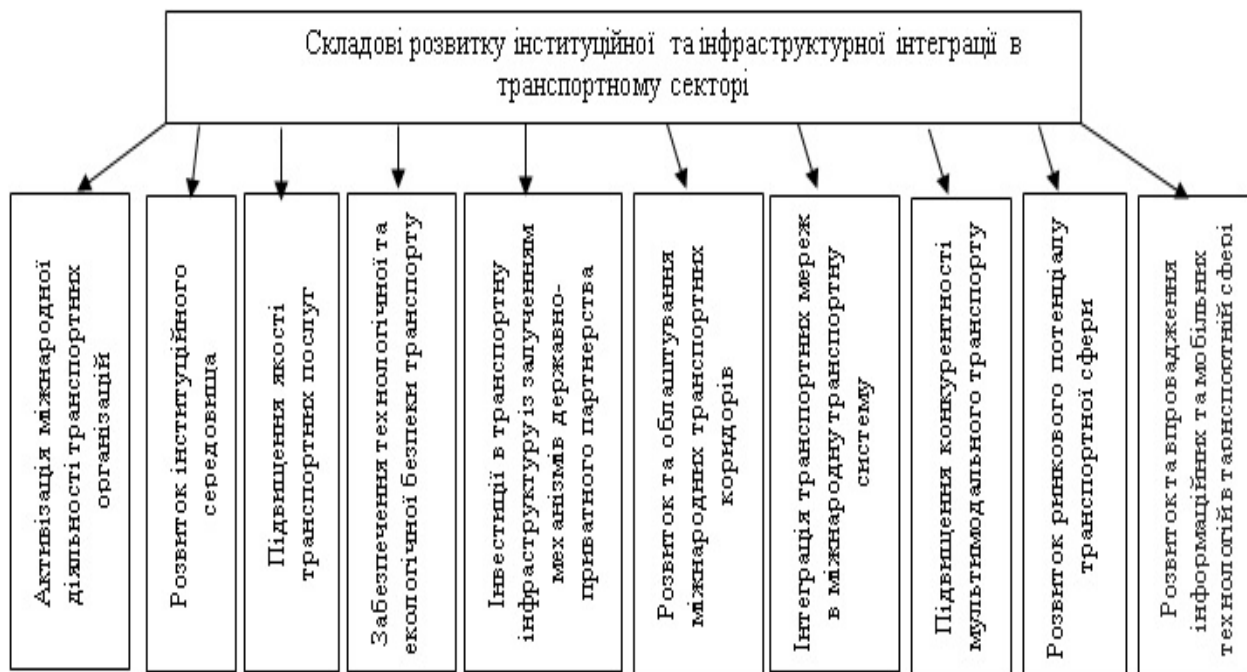 Складові розвитку інституційної та інфраструктурної інтеграції в
транспортному секторі
Активізація міжнародної
діяльності транспортних
організацій
Розвиток інституційного
середовища
Підвищення якості
транспортних послуг
Забезпечення технологічної та
екологічної безпеки транспорту
Інвестиції в транспортну
інфраструктуру із залученням
механізмів державно-
приватного партнерства
Розвиток та облаштування
міжнародних транспортних
коридорів
Інтеграція транспортних мереж
в міжнародну транспортну
систему
Підвищення конкурентності
мультимодального транспорту
Розвиток ринкового потенціалу
транспортної сфери
Розвиток та впровадження
інформаційних та мобільних
технологій в тарнспортній сфері